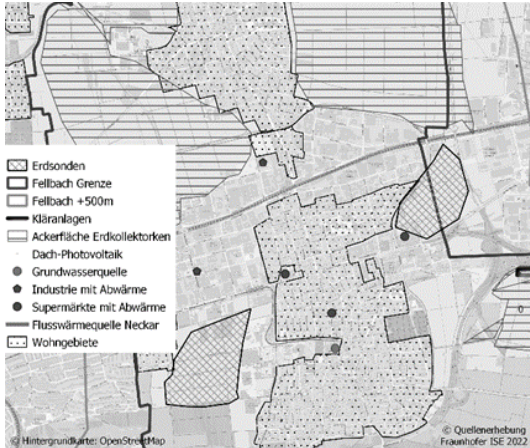 Erdsonden
Fellbach Grenze
Fellbach +500m
Kläranlagen
Ackerfläche Erdkollektorken
Dach-Photovoltaik
Grundwasserquelle
Industrie mit Abwärme
Supermärkte mit Abwärme
Flusswärmequelle Neckar
Wohngebiete
© Hintergrundkarte: OpenStreetMap
© Quellenerhebung
Fraunhofer ISE 2022